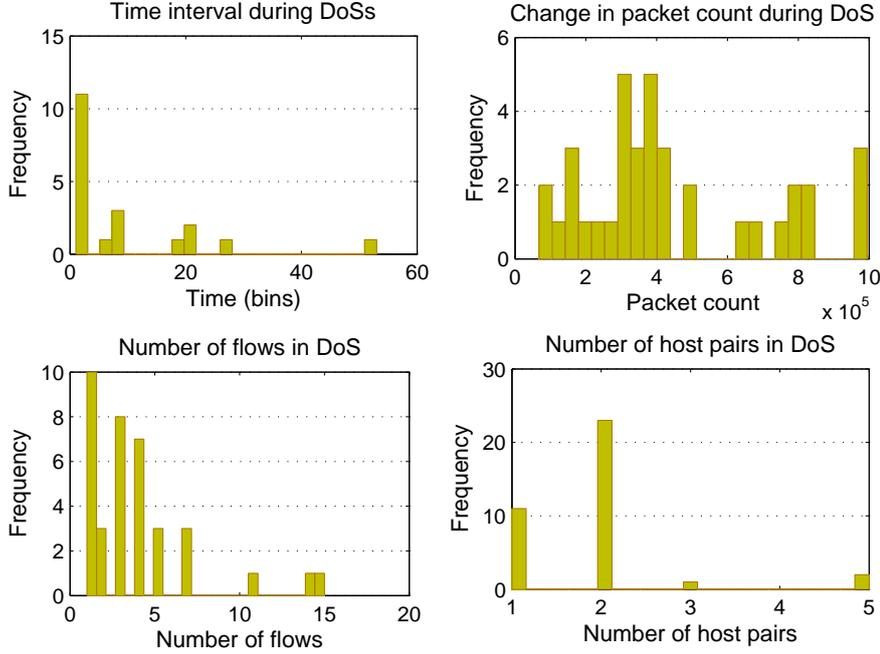 Time interval during DoSs
15
10
5
0
Frequency
0 20 40 60
Time (bins)
Change in packet count during DoS
6
4
2
0
Frequency
0 2 4 6 8 10
Packet count
x 10^5
Number of flows in DoS
10
8
6
4
2
0
Frequency
0 5 10 15 20
Number of flows
Number of host pairs in DoS
30
20
10
0
Frequency
1 2 3 4 5
Number of host pairs